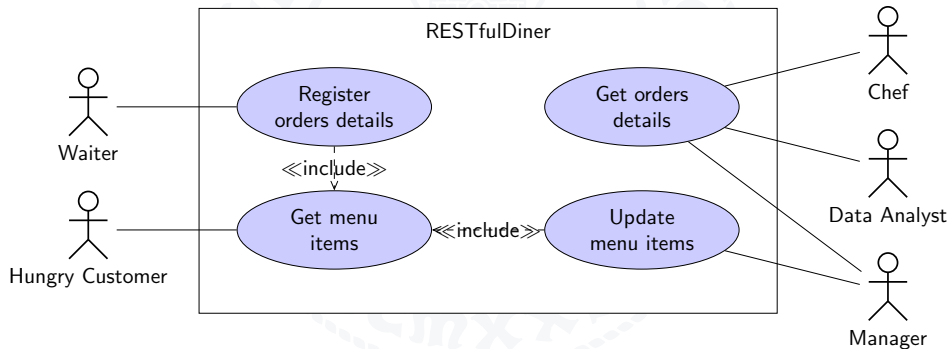 RESTfulDiner
Waiter
Register
orders details
Get orders
details
Chef
≪include≫
Hungry Customer
Get menu
items
≪include≫
Update
menu items
Data Analyst
Manager